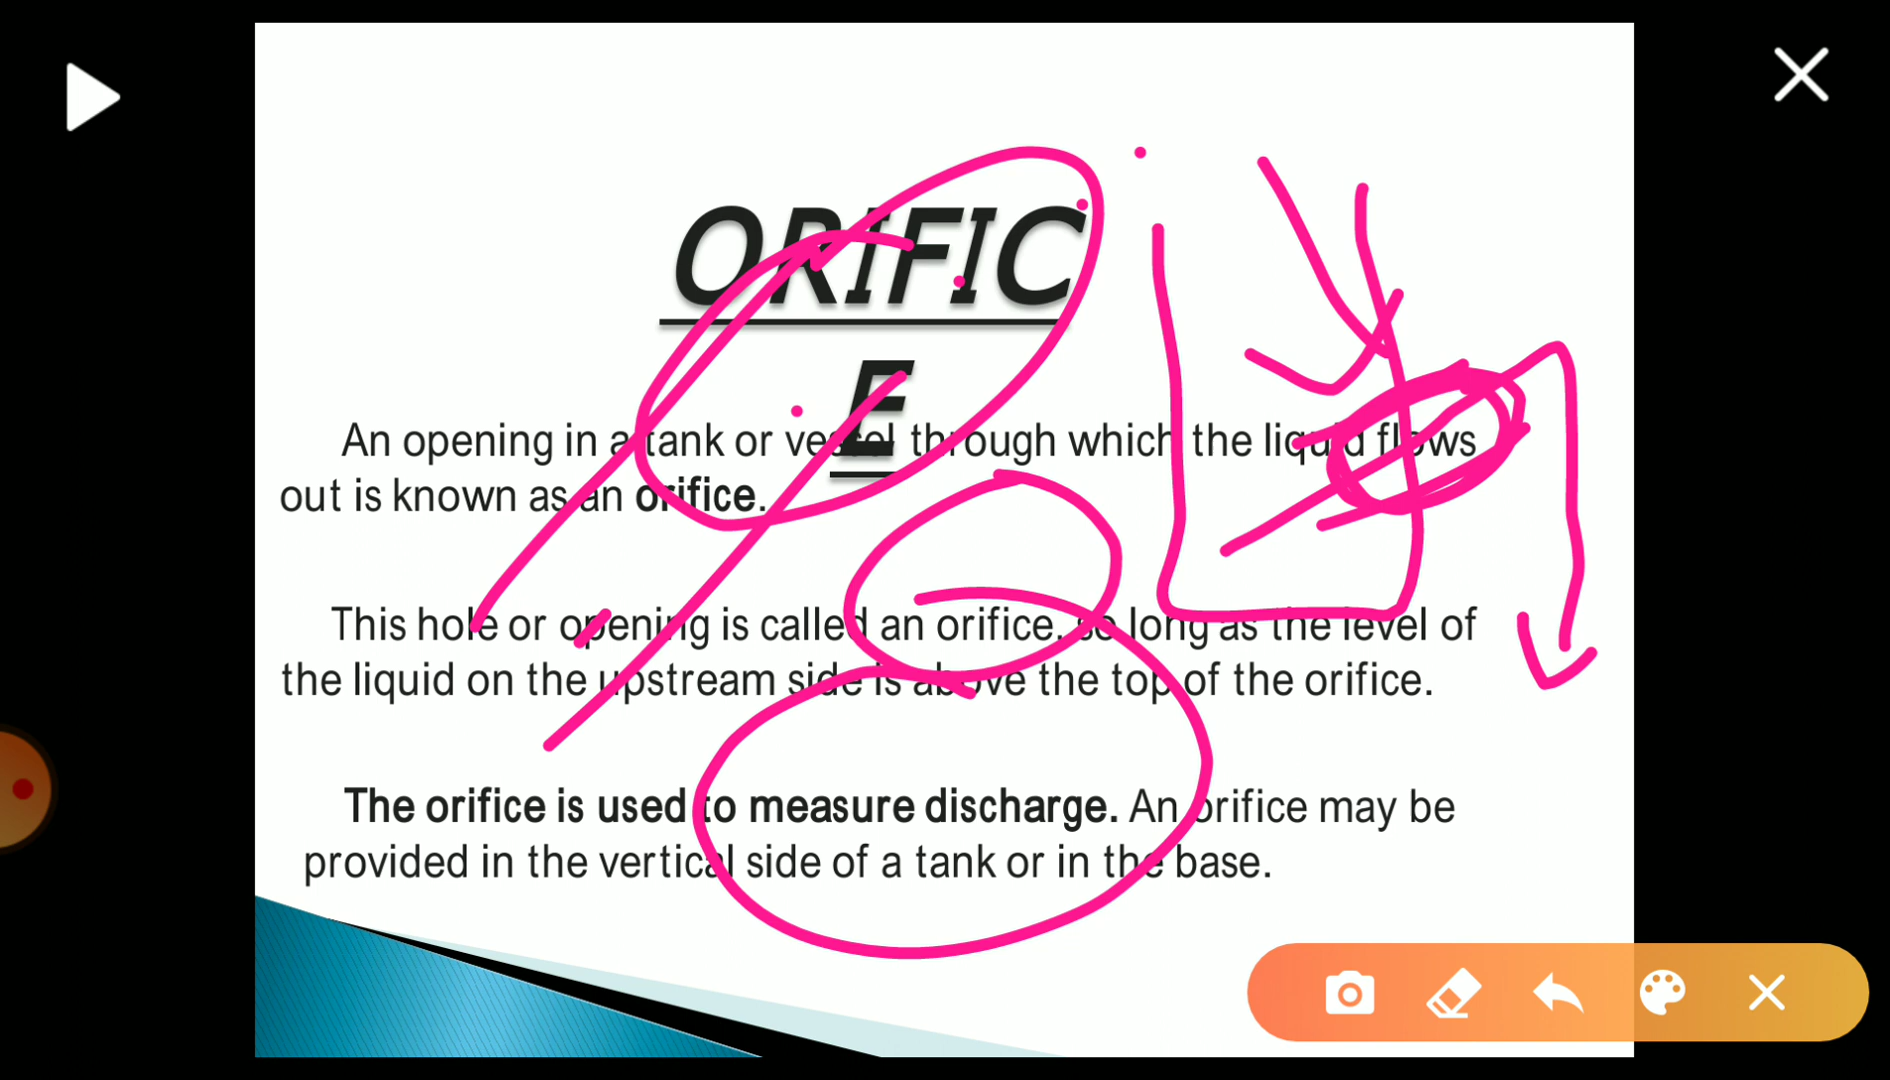 ORIFIC
E
An opening in a tank or vessel through which the liquid flows
out is known as an orifice.
This hole or opening is called an orifice, so long as the level of
the liquid on the upstream side is above the top of the orifice.
The orifice is used to measure discharge. An orifice may be
provided in the vertical side of a tank or in the base.